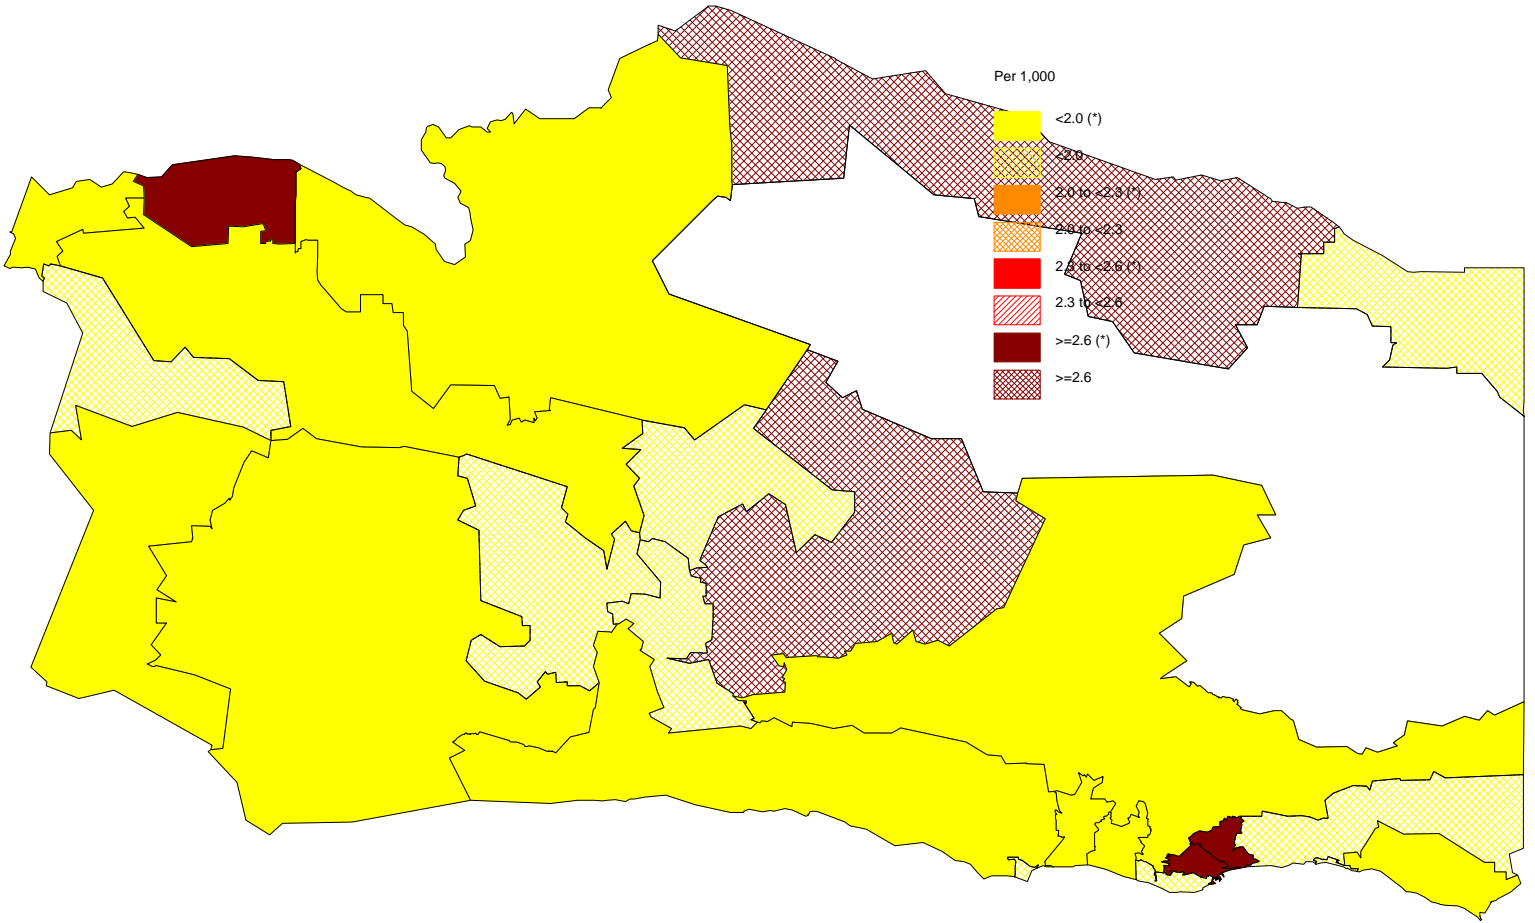 Per 1,000
<2.0 (*)
<2.0
2.0 to <2.3 (*)
2.0 to <2.3
2.3 to <2.6 (*)
2.3 to <2.6
>=2.6 (*)
>=2.6